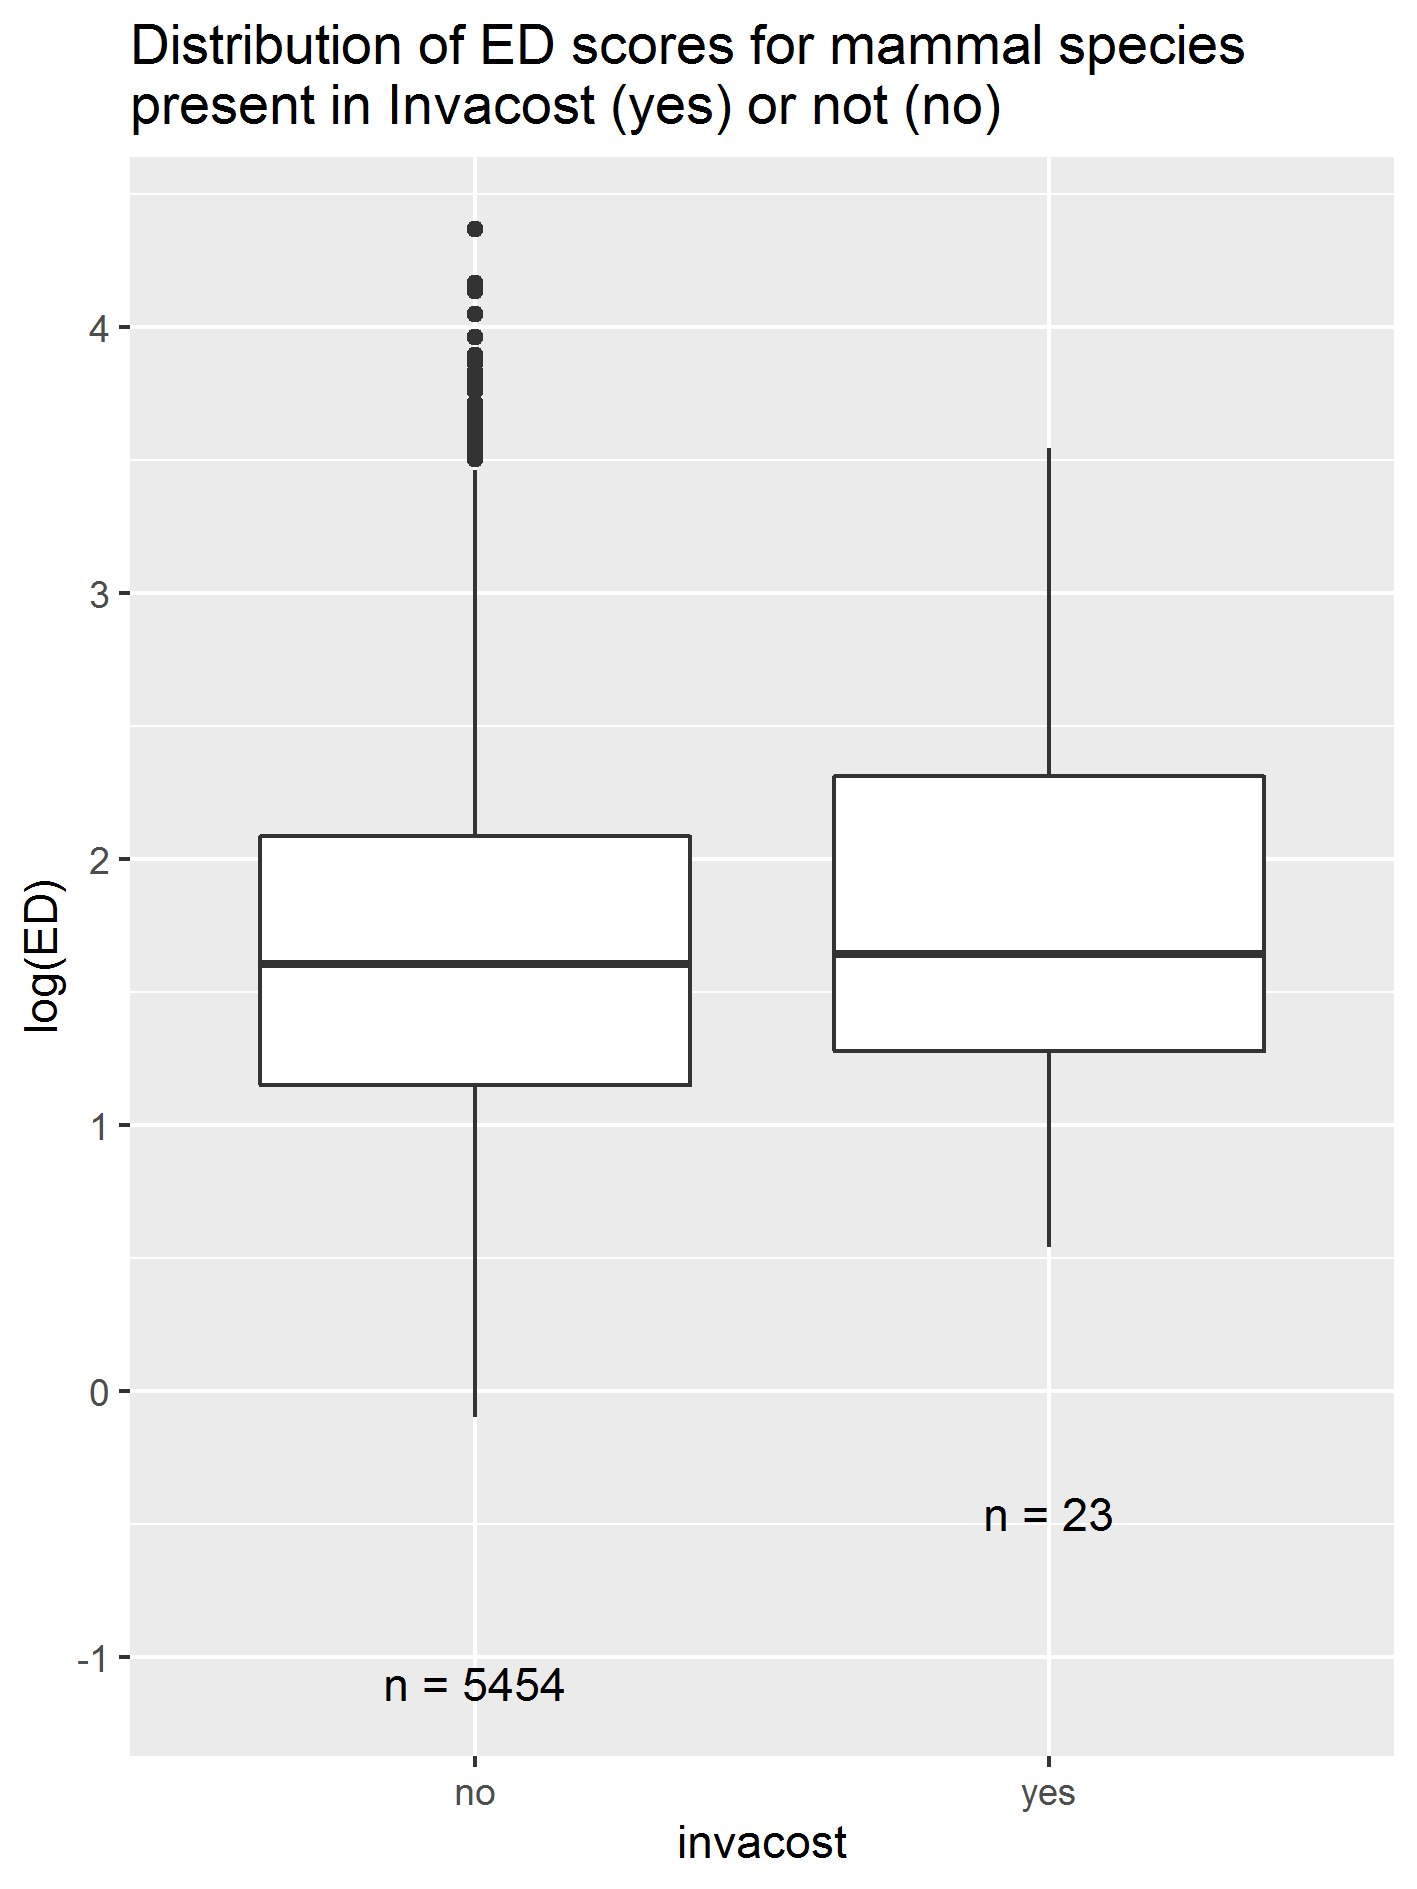 Distribution of ED scores for mammal species
present in Invacost (yes) or not (no)
4
3
2
1
0
-1
log(ED)
n = 23
n = 5454
no
yes
invacost